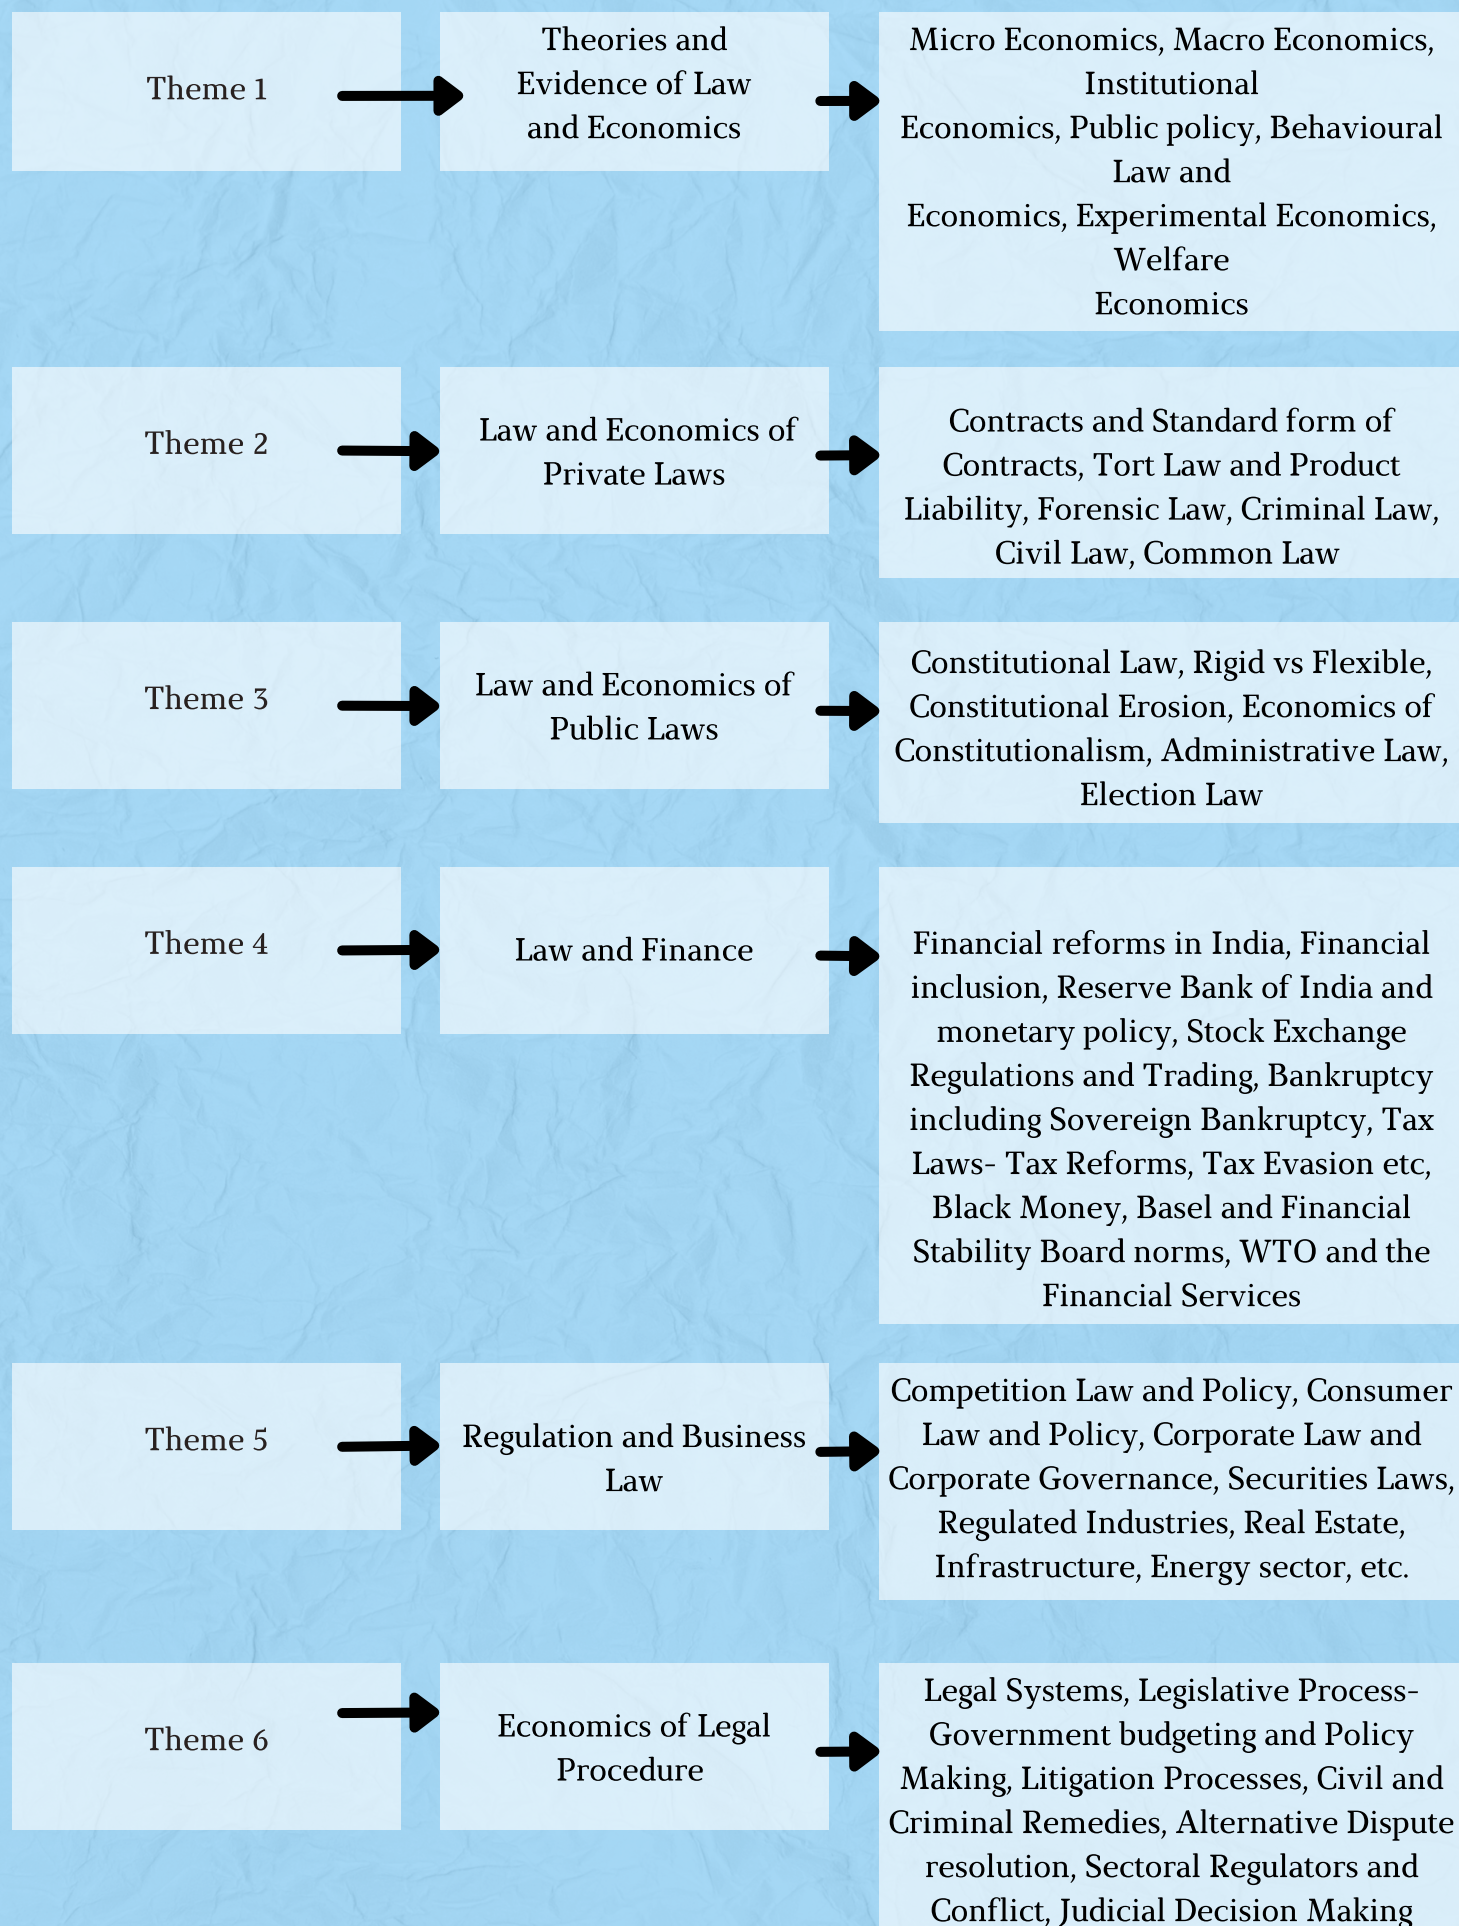 Theme 1
Theories and
Evidence of Law
and Economics
Micro Economics, Macro Economics,
Institutional
Economics, Public policy, Behavioural
Law and
Economics, Experimental Economics,
Welfare
Economics
Theme 2
Law and Economics of
Private Laws
Contracts and Standard form of
Contracts, Tort Law and Product
Liability, Forensic Law, Criminal Law,
Civil Law, Common Law
Theme 3
Law and Economics of
Public Laws
Constitutional Law, Rigid vs Flexible,
Constitutional Erosion, Economics of
Constitutionalism, Administrative Law,
Election Law
Theme 4
Law and Finance
Financial reforms in India, Financial
inclusion, Reserve Bank of India and
monetary policy, Stock Exchange
Regulations and Trading, Bankruptcy
including Sovereign Bankruptcy, Tax
Laws- Tax Reforms, Tax Evasion etc,
Black Money, Basel and Financial
Stability Board norms, WTO and the
Financial Services
Theme 5
Regulation and Business
Law
Competition Law and Policy, Consumer
Law and Policy, Corporate Law and
Corporate Governance, Securities Laws,
Regulated Industries, Real Estate,
Infrastructure, Energy sector, etc.
Theme 6
Economics of Legal
Procedure
Legal Systems, Legislative Process-
Government budgeting and Policy
Making, Litigation Processes, Civil and
Criminal Remedies, Alternative Dispute
resolution, Sectoral Regulators and
Conflict, Judicial Decision Making